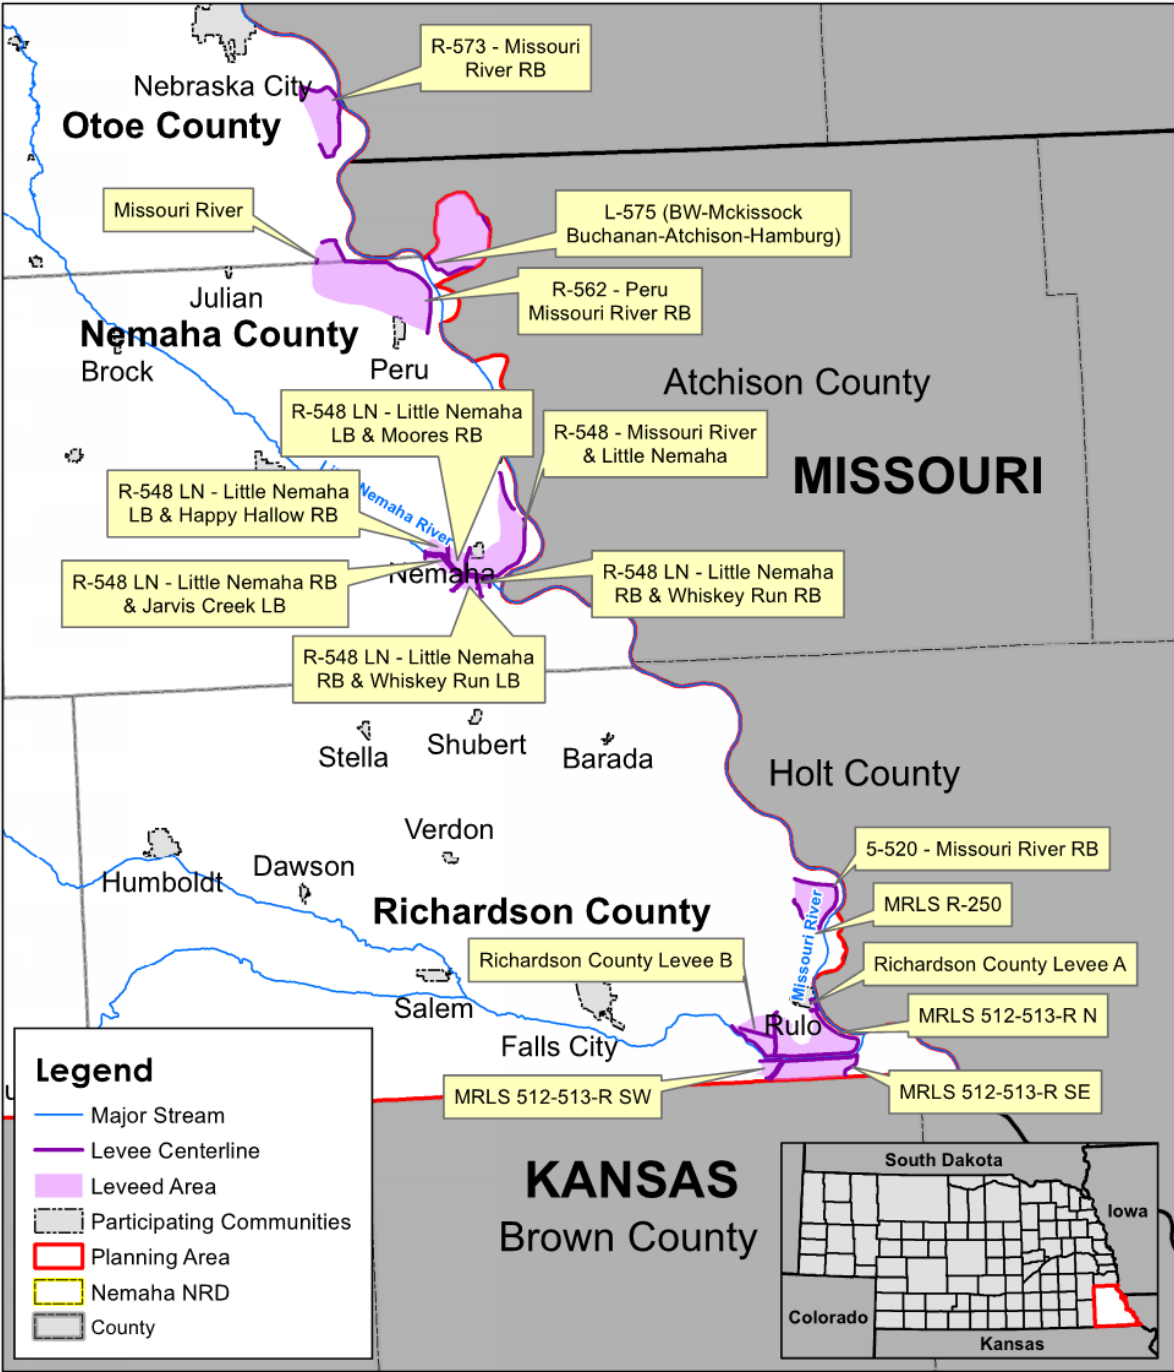 R-573 - Missouri
River RB
Nebraska City
Otoe County
Missouri River
L-575 (BW-Mckissock
Buchanan-Atchison-Hamburg)
Julian
R-562 - Peru
Missouri River RB
Nemaha County
Brock
Peru
Atchison County
R-548 LN - Little Nemaha
LB & Moores RB
R-548 - Missouri River
& Little Nemaha
MISSOURI
R-548 LN - Little Nemaha
LB & Happy Hallow RB
Nemaha River
Nemaha
R-548 LN - Little Nemaha RB
& Jarvis Creek LB
R-548 LN - Little Nemaha
RB & Whiskey Run RB
R-548 LN - Little Nemaha
RB & Whiskey Run LB
Stella
Shubert
Barada
Holt County
Verdon
Dawson
Humboldt
5-520 - Missouri River RB
Richardson County
MRLS R-250
Missouri River
Richardson County Levee B
Richardson County Levee A
Salem
MRLS 512-513-R N
Rulo
Falls City
MRLS 512-513-R SW
MRLS 512-513-R SE
Legend
Major Stream
Levee Centerline
Leveed Area
Participating Communities
Planning Area
Nemaha NRD
County
KANSAS
Brown County
South Dakota
Iowa
Colorado
Kansas